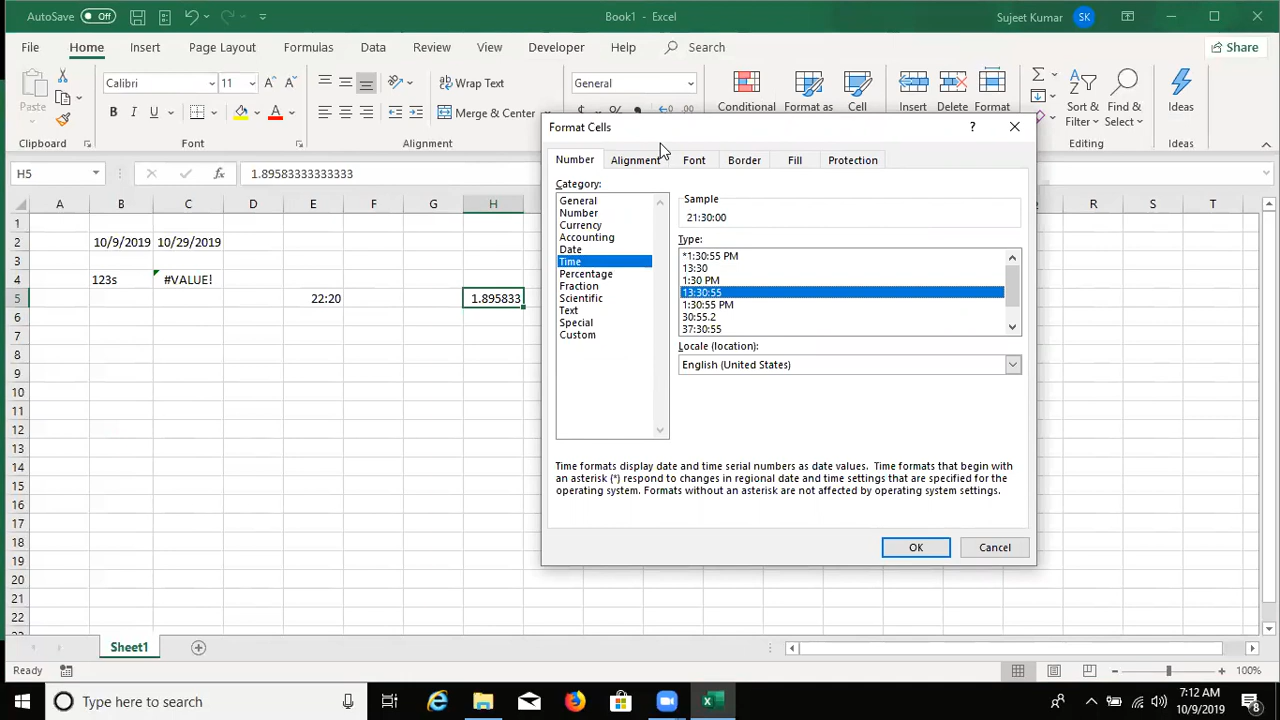 AutoSave Off Book1 - Excel Sujeet Kumar SK
File Home Insert Page Layout Formulas Data Review View Developer Help Search Share
Calibri 11 Wrap Text General
Paste B I U Merge & Center $ % Conditional Format as Cell Insert Delete Format Sort & Find & Ideas
Filter Select
Clipboard Font Alignment Editing Ideas
H5 1.89583333333333
A B C D E F G H R S T
1
2 10/9/2019 10/29/2019
3
4 123s #VALUE!
5 22:20 1.895833
6
7
8
9
10
11
12
13
14
15
16
17
18
19
20
21
22
Format Cells ?
Number Alignment Font Border Fill Protection
Category:
General
Number
Currency
Accounting
Date
Time
Percentage
Fraction
Scientific
Text
Special
Custom
Sample
21:30:00
Type:
*1:30:55 PM
13:30
1:30 PM
13:30:55
1:30:55 PM
30:55.2
37:30:55
Locale (location):
English (United States)
Time formats display date and time serial numbers as date values. Time formats that begin with
an asterisk (*) respond to changes in regional date and time settings that are specified for the
operating system. Formats without an asterisk are not affected by operating system settings.
OK Cancel
Sheet1
Ready 100%
Type here to search
7:12 AM
10/9/2019
8